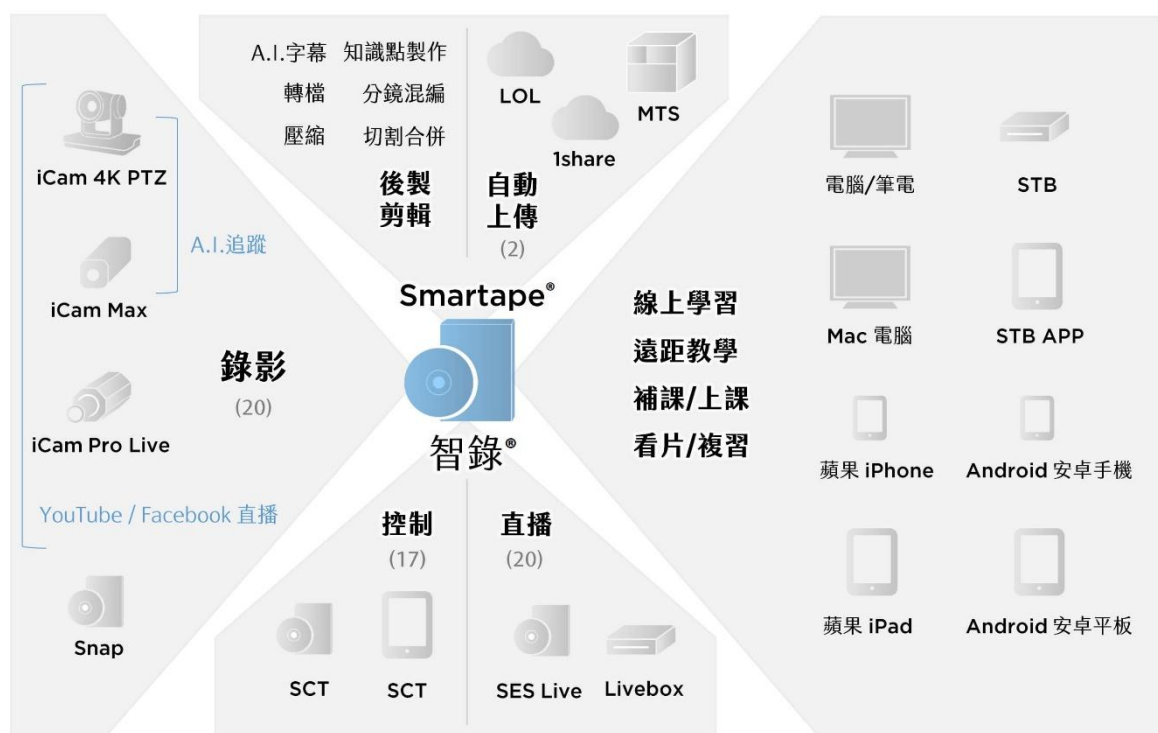 A.I.字幕 知識點製作
轉檔 分鏡混編
壓縮 切割合併
後製
剪輯
LOL
MTS
1share
自動
上傳
(2)
iCam 4K PTZ
A.I.追蹤
iCam Max
錄影
(20)
iCam Pro Live
YouTube / Facebook 直播
Snap
Smartape®
智錄®
控制
(17)
SCT
SCT
直播
(20)
SES Live
Livebox
線上學習
遠距教學
補課/上課
看片/複習
電腦/筆電
STB
Mac 電腦
STB APP
蘋果 iPhone
Android 安卓手機
蘋果 iPad
Android 安卓平板